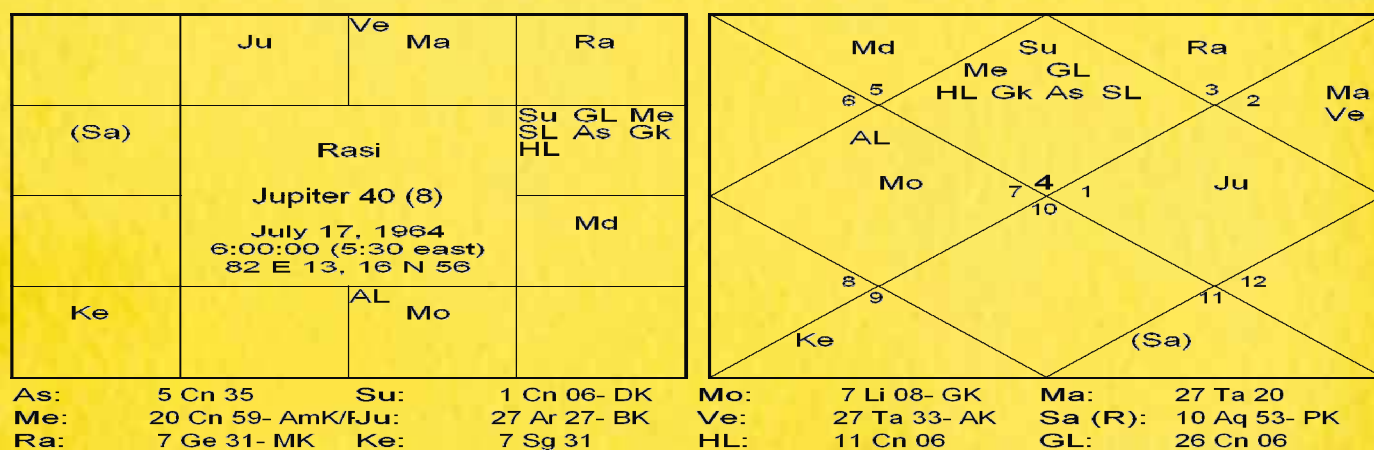 Ju
Ve
Ma
Ra
(Sa)
Su GL Me
SL As Gk
HL
Rasi
Jupiter 40 (8)
July 17, 1964
6:00:00 (5:30 east)
82 E 13, 16 N 56
Md
Ke
AL
Mo
Md
Su
Ra
Me GL
HL Gk As SL
5
6
3
2
Ma
Ve
AL
Mo
7
4
1
10
Ju
8
9
12
11
Ke
(Sa)
As: 5 Cn 35 Su: 1 Cn 06- DK Mo: 7 Li 08- GK Ma: 27 Ta 20
Me: 20 Cn 59- AmK/FJu: 27 Ar 27- BK Ve: 27 Ta 33- AK Sa (R): 10 Aq 53- PK
Ra: 7 Ge 31- MK Ke: 7 Sg 31 HL: 11 Cn 06 GL: 26 Cn 06